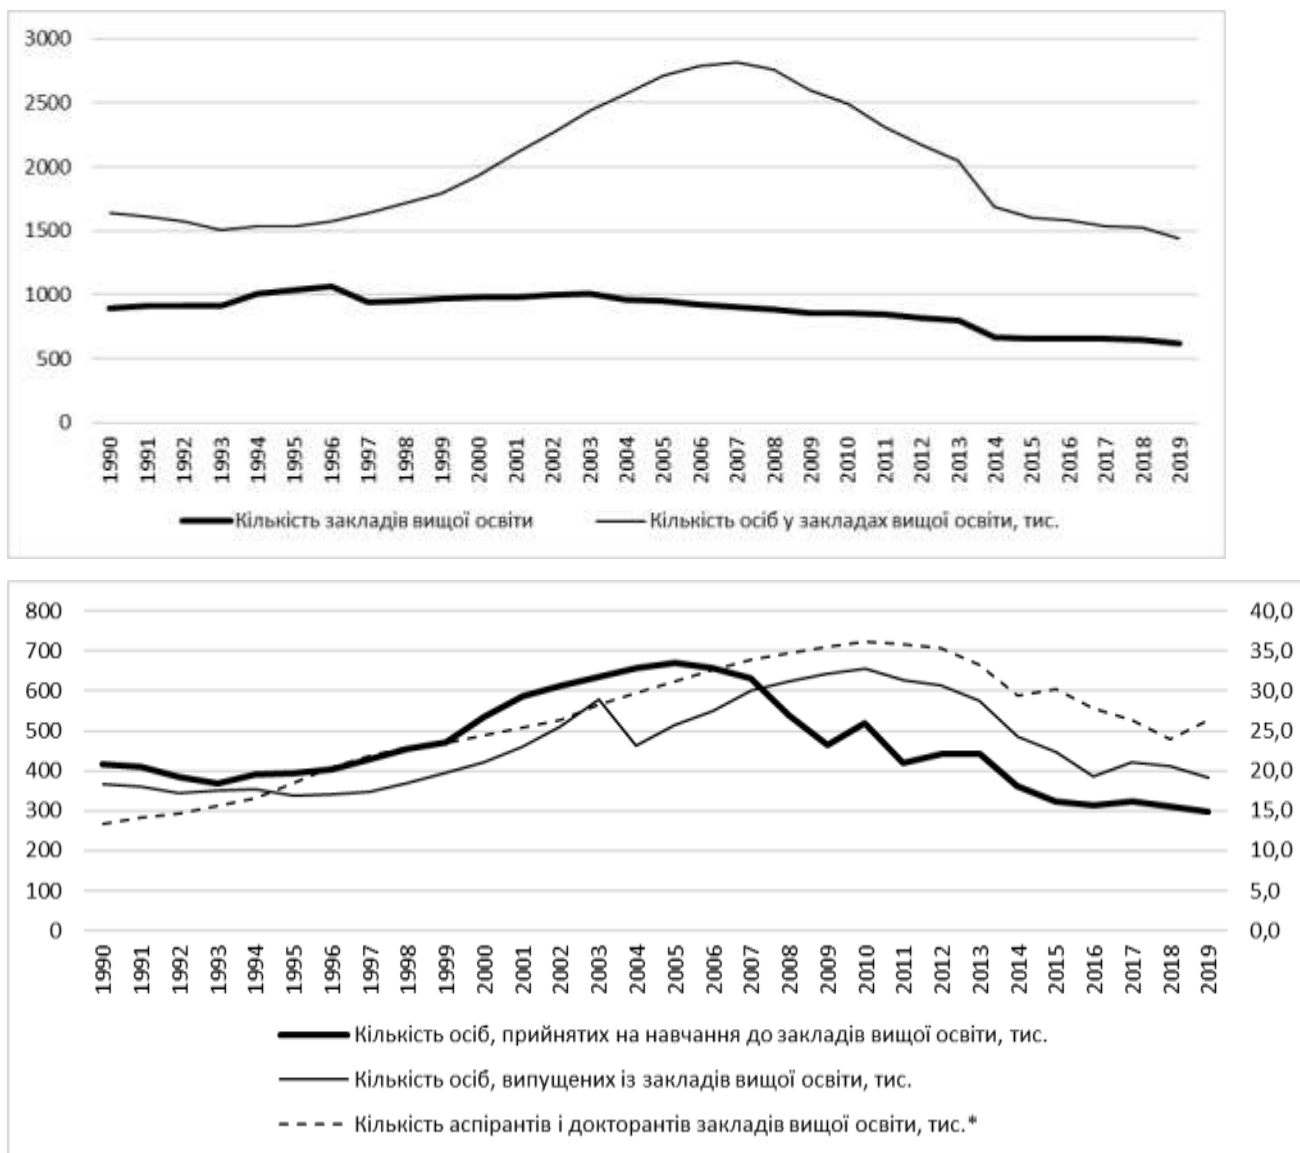 3000
2500
2000
1500
1000
500
0
1990 1991 1992 1993 1994 1995 1996 1997 1998 1999 2000 2001 2002 2003 2004 2005 2006 2007 2008 2009 2010 2011 2012 2013 2014 2015 2016 2017 2018 2019
Кількість закладів вищої освіти Кількість осіб у закладах вищої освіти, тис.
800 40,0
700 35,0
600 30,0
500 25,0
400 20,0
300 15,0
200 10,0
100 5,0
0 0,0
1990 1991 1992 1993 1994 1995 1996 1997 1998 1999 2000 2001 2002 2003 2004 2005 2006 2007 2008 2009 2010 2011 2012 2013 2014 2015 2016 2017 2018 2019
Кількість осіб, прийнятих на навчання до закладів вищої освіти, тис.
Кількість осіб, випущених із закладів вищої освіти, тис.
Кількість аспірантів і докторантів закладів вищої освіти, тис.*